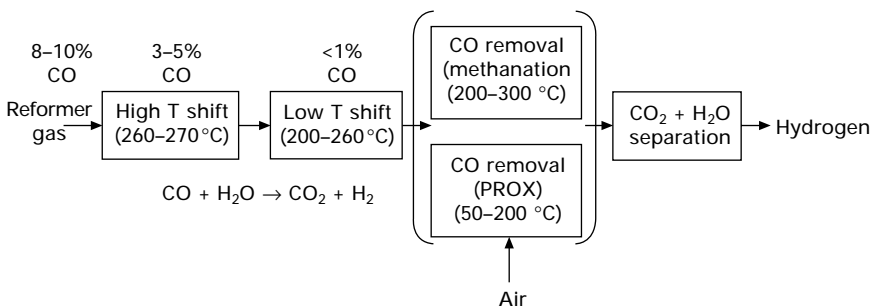 8–10%
CO
3–5%
CO
<1%
CO
Reformer
gas
High T shift
(260–270°C)
Low T shift
(200–260°C)
CO + H₂O → CO₂ + H₂
CO removal
(methanation
(200–300 °C)
CO removal
(PROX)
(50–200 °C)
Air
CO₂ + H₂O
separation
Hydrogen